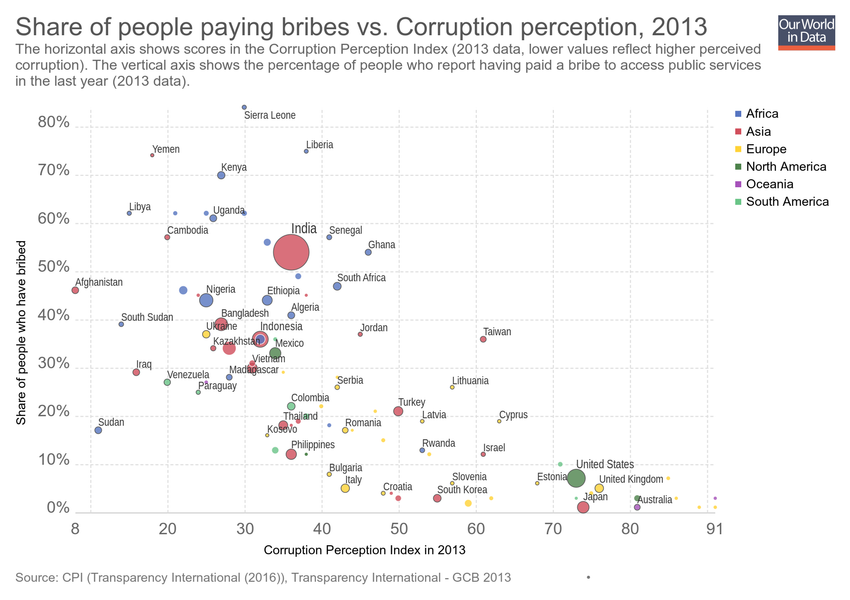 Share of people paying bribes vs. Corruption perception, 2013
Our World
in Data
The horizontal axis shows scores in the Corruption Perception Index (2013 data, lower values reflect higher perceived
corruption). The vertical axis shows the percentage of people who report having paid a bribe to access public services
in the last year (2013 data).
Africa
Asia
Europe
North America
Oceania
South America
Share of people who have bribed
80%
70%
60%
50%
40%
30%
20%
10%
0%
Sierra Leone
Liberia
Yemen
Kenya
Libya
Uganda
Cambodia
India
Senegal
Ghana
Afghanistan
South Africa
Nigeria
Ethiopia
Algeria
South Sudan
Bangladesh
Ukraine
Indonesia
Jordan
Taiwan
Kazakhstan
Mexico
Iraq
Vietnam
Venezuela
Madagascar
Paraguay
Serbia
Lithuania
Colombia
Turkey
Sudan
Thailand
Kosovo
Romania
Latvia
Cyprus
Philippines
Rwanda
Israel
Bulgaria
Italy
Croatia
Slovenia
South Korea
Estonia
United States
United Kingdom
Japan
Australia
8 20 30 40 50 60 70 80 91
Corruption Perception Index in 2013
Source: CPI (Transparency International (2016)), Transparency International - GCB 2013